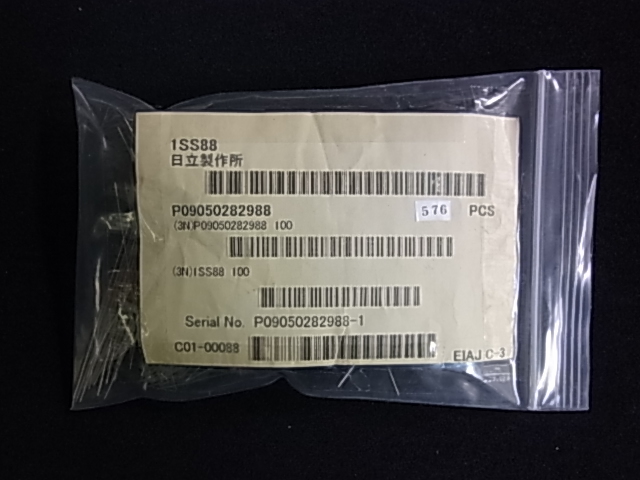 1SS88
日立製作所
P09050282988 576 PCS
(3N)P09050282988 100
(3N)1SS88 100
Serial No. P09050282988-1
C01-00088 EIAJ C-3